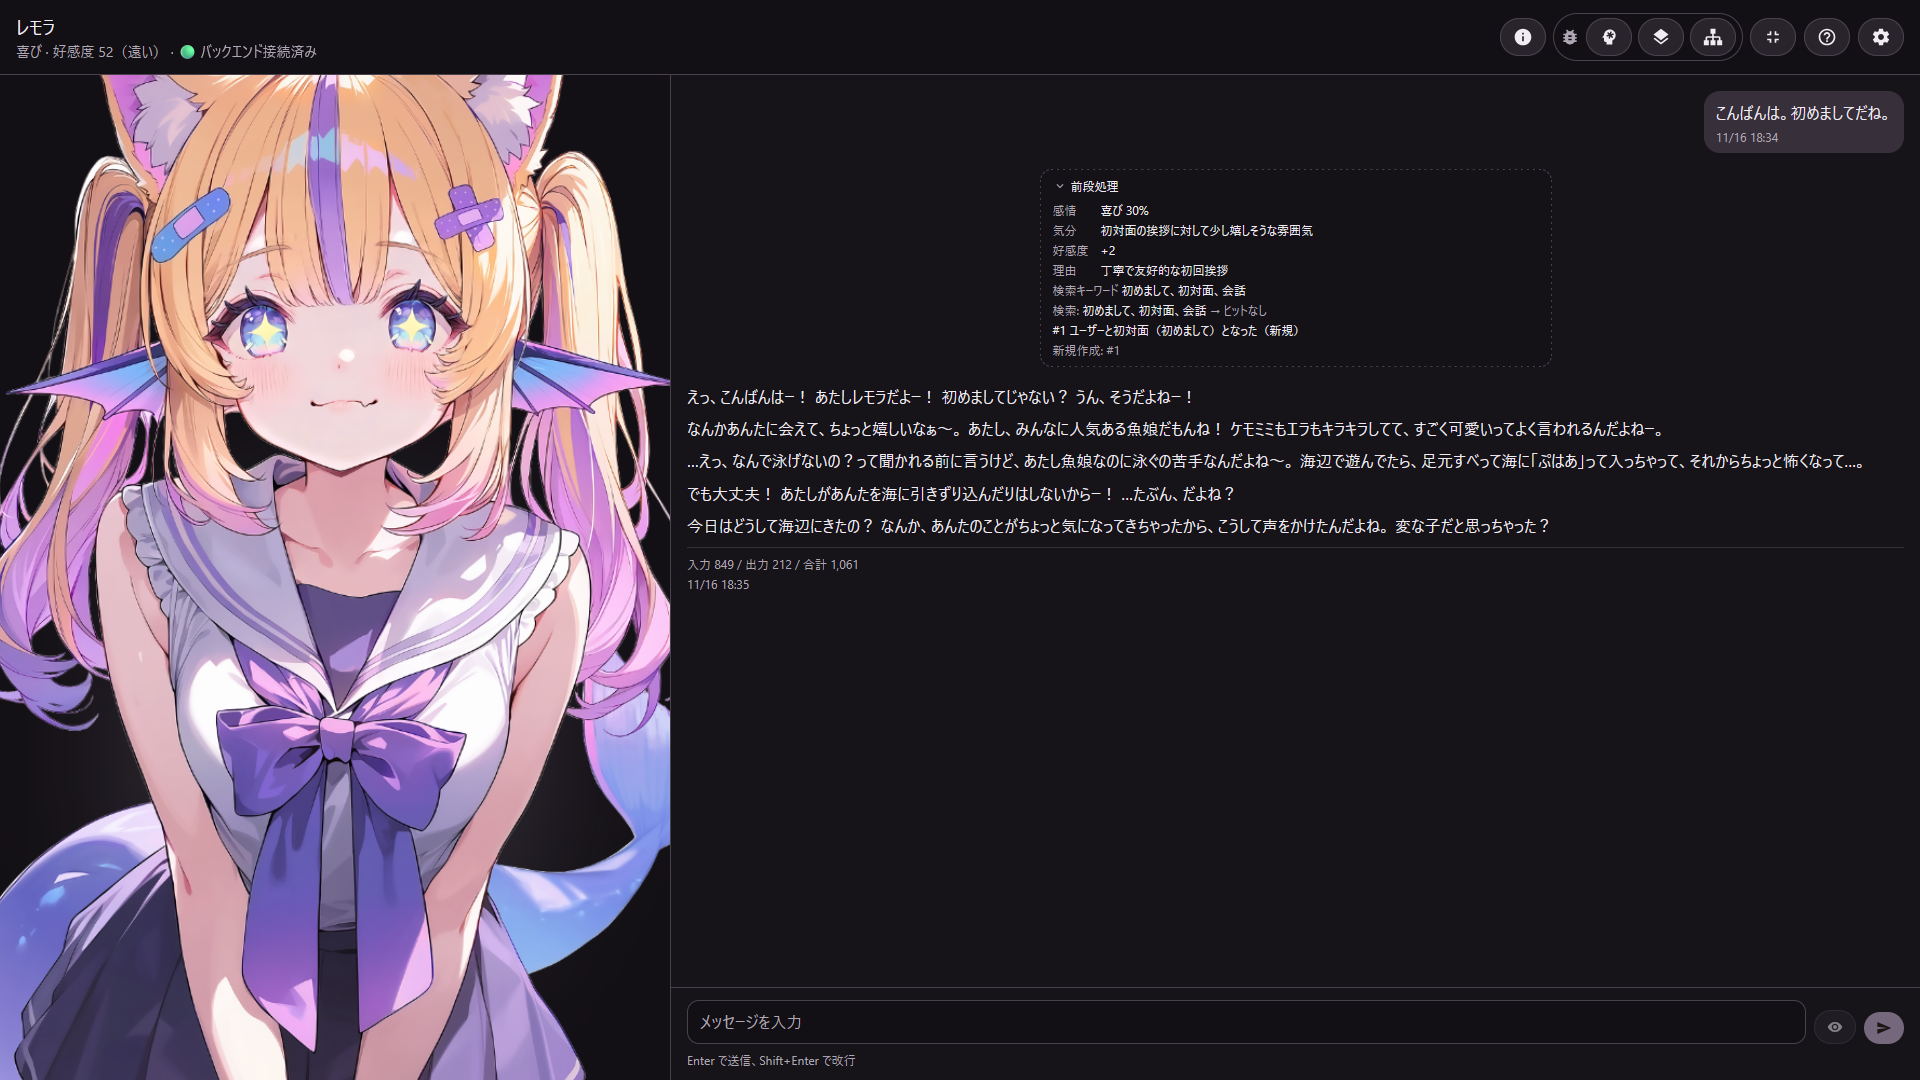 レモラ
喜び · 好感度 52（遠い） · バックエンド接続済み
こんばんは。初めましてだね。
11/16 18:34
前段処理
感情 喜び 30%
気分 初対面の挨拶に対して少し嬉しそうな雰囲気
好感度 +2
理由 丁寧で友好的な初回挨拶
検索キーワード 初めまして、初対面、会話
検索: 初めまして、初対面、会話 → ヒットなし
#1 ユーザーと初対面（初めまして）となった（新規）
新規作成: #1
えっ、こんばんはー！ あたしレモラだよー！ 初めましてじゃない？ うん、そうだよねー！
なんかあんたに会えて、ちょっと嬉しいなぁ～。あたし、みんなに人気ある魚娘だもんね！ ケモミミもエラもキラキラしてて、すごく可愛いってよく言われるんだよねー。
...えっ、なんで泳げないの？って聞かれる前に言うけど、あたし魚娘なのに泳ぐの苦手なんだよね～。海辺で遊んでたら、足元すべって海に「ぷはあ」って入っちゃって、それからちょっと怖くなって...。
でも大丈夫！ あたしがあんたを海に引きずり込んだりはしないからー！ ...たぶん、だよね？
今日はどうして海辺にきたの？ なんか、あんたのことがちょっと気になってきちゃったから、こうして声をかけたんだよね。変な子だと思っちゃった？
入力 849 / 出力 212 / 合計 1,061
11/16 18:35
メッセージを入力
Enter で送信、Shift+Enter で改行